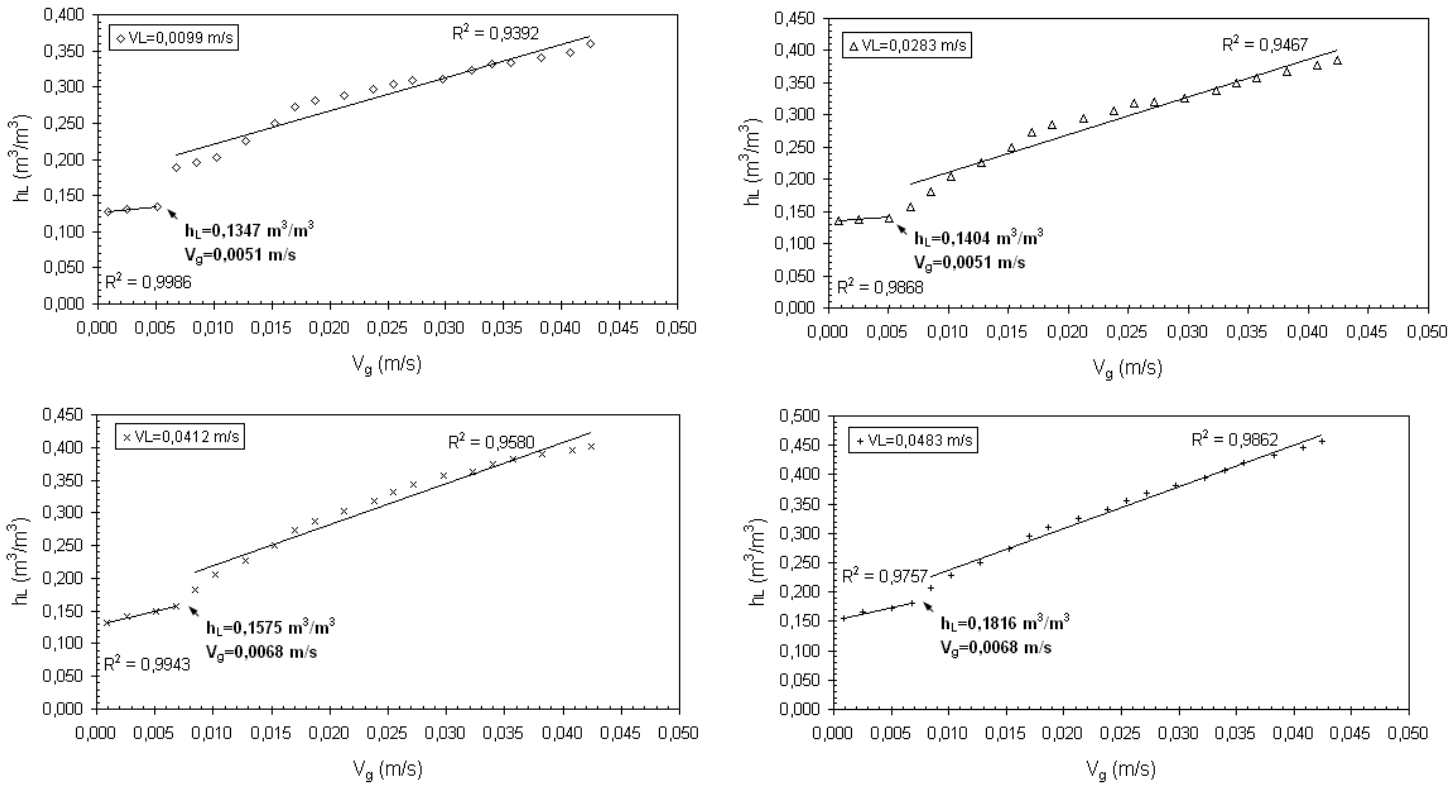 VL=0,0099 m/s
R² = 0,9392
0,400
0,350
0,300
0,250
0,200
0,150
0,100
0,050
0,000
hL (m³/m³)
hL=0,1347 m³/m³
Vg=0,0051 m/s
R² = 0,9986
0,000 0,005 0,010 0,015 0,020 0,025 0,030 0,035 0,040 0,045 0,050
Vg (m/s)
VL=0,0283 m/s
R² = 0,9467
0,450
0,400
0,350
0,300
0,250
0,200
0,150
0,100
0,050
0,000
hL (m³/m³)
hL=0,1404 m³/m³
Vg=0,0051 m/s
R² = 0,9868
0,000 0,005 0,010 0,015 0,020 0,025 0,030 0,035 0,040 0,045 0,050
Vg (m/s)
VL=0,0412 m/s
R² = 0,9580
0,450
0,400
0,350
0,300
0,250
0,200
0,150
0,100
0,050
0,000
hL (m³/m³)
hL=0,1575 m³/m³
Vg=0,0068 m/s
R² = 0,9943
0,000 0,005 0,010 0,015 0,020 0,025 0,030 0,035 0,040 0,045 0,050
Vg (m/s)
VL=0,0483 m/s
R² = 0,9862
0,500
0,450
0,400
0,350
0,300
0,250
0,200
0,150
0,100
0,050
0,000
hL (m³/m³)
R² = 0,9757
hL=0,1816 m³/m³
Vg=0,0068 m/s
0,000 0,005 0,010 0,015 0,020 0,025 0,030 0,035 0,040 0,045 0,050
Vg (m/s)